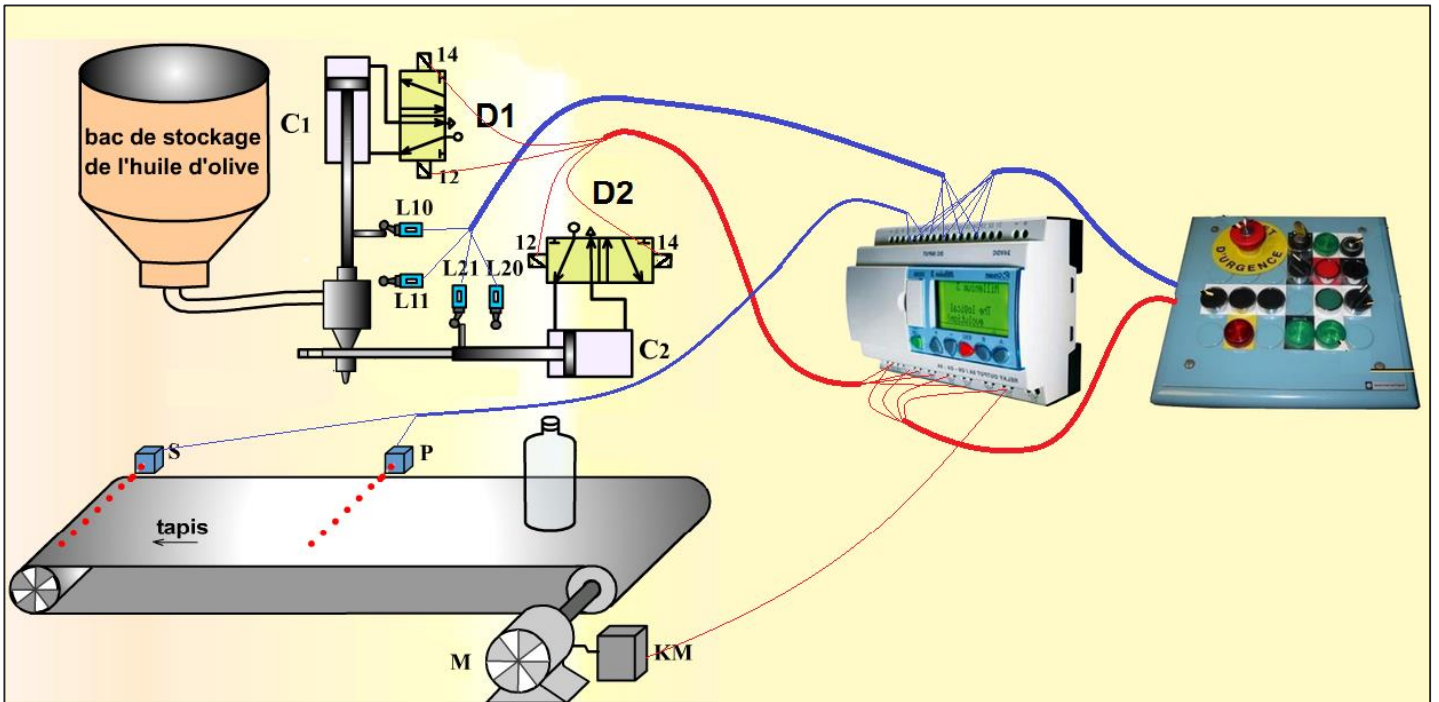 bac de stockage
de l'huile d'olive
C1
14
D1
12
L10
L11
L21
L20
D2
12
14
C2
D'URGENCE
S
P
tapis
M
KM